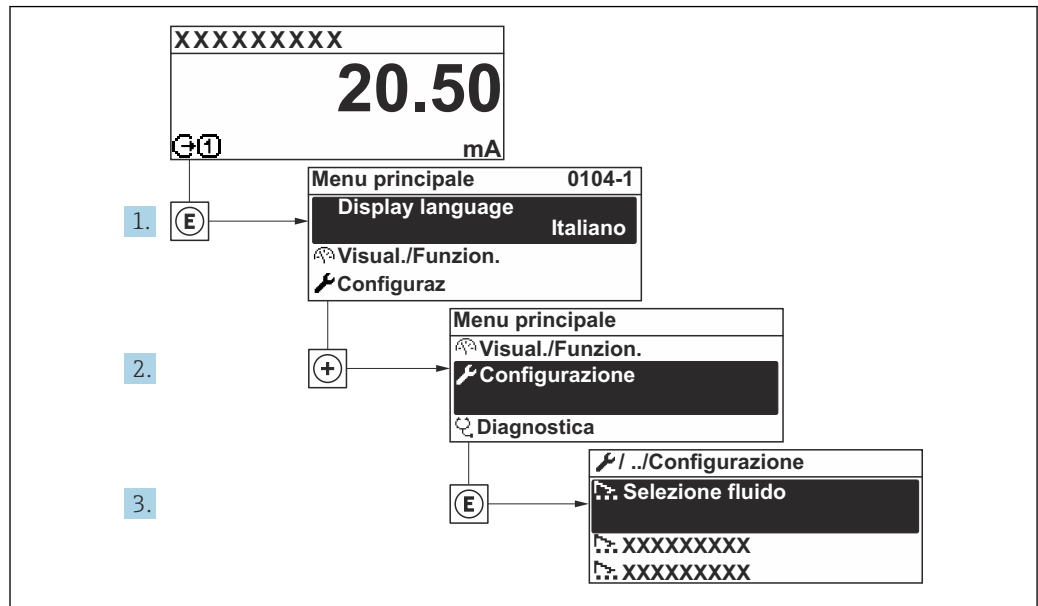 XXXXXXXXX
20.50
1 mA
Menu principale 0104-1
Display language
1. E
Italiano
Visual./Funzion.
Configuraz
Menu principale
Visual./Funzion.
2. +
Configurazione
Diagnostica
/ ../Configurazione
Selezione fluido
3. E
XXXXXXXXX
XXXXXXXXX